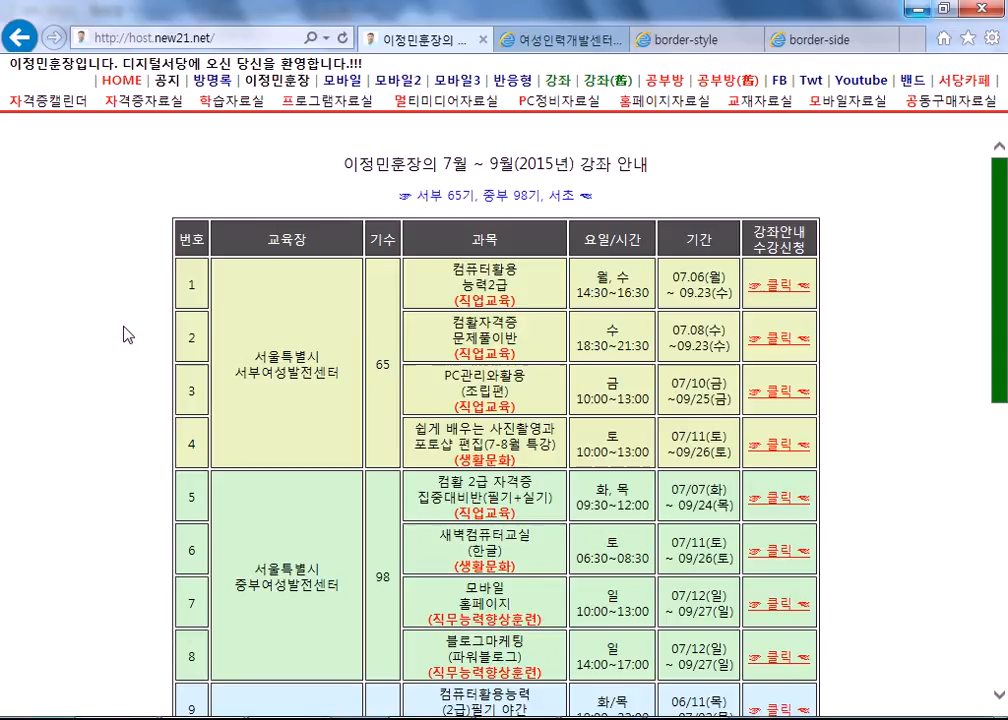 http://host.new21.net/
이정민훈장의 ...
여성인력개발센터...
border-style
border-side
이정민훈장입니다. 디지털서당에 오신 당신을 환영합니다.!!!
| HOME | 공지 | 방명록 | 이정민훈장 | 모바일 | 모바일2 | 모바일3 | 반응형 | 강좌 | 강좌(舊) | 공부방 | 공부방(舊) | FB | Twt | Youtube | 밴드 | 서당카페 |
자격증캘린더 자격증자료실 학습자료실 프로그램자료실 멀티미디어자료실 PC정비자료실 홈페이지자료실 교재자료실 모바일자료실 공동구매자료실
이정민훈장의 7월 ~ 9월(2015년) 강좌 안내
☞ 서부 65기, 중부 98기, 서초 ☜
번호 교육장 기수 과목 요일/시간 기간 강좌안내
수강신청
1
서울특별시
서부여성발전센터
65
컴퓨터활용
능력2급
(직업교육)
월, 수
14:30~16:30
07.06(월)
~ 09.23(수)
☞ 클릭 ☜
2
컴활자격증
문제풀이반
(직업교육)
수
18:30~21:30
07.08(수)
~09.23(수)
☞ 클릭 ☜
3
PC관리와활용
(조립편)
(직업교육)
금
10:00~13:00
07/10(금)
~09/25(금)
☞ 클릭 ☜
4
쉽게 배우는 사진촬영과
포토샵 편집(7-8월 특강)
(생활문화)
토
10:00~13:00
07/11(토)
~09/26(토)
☞ 클릭 ☜
5
서울특별시
중부여성발전센터
98
컴활 2급 자격증
집중대비반(필기+실기)
(직업교육)
화, 목
09:30~12:00
07/07(화)
~ 09/24(목)
☞ 클릭 ☜
6
새벽컴퓨터교실
(한글)
(생활문화)
토
06:30~08:30
07/11(토)
~ 09/26(토)
☞ 클릭 ☜
7
모바일
홈페이지
(직무능력향상훈련)
일
10:00~13:00
07/12(일)
~ 09/27(일)
☞ 클릭 ☜
8
블로그마케팅
(파워블로그)
(직무능력향상훈련)
일
14:00~17:00
07/12(일)
~ 09/27(일)
☞ 클릭 ☜
9
컴퓨터활용능력
(2급)필기 야간
화/목
06/11(목)
☞ 클릭 ☜